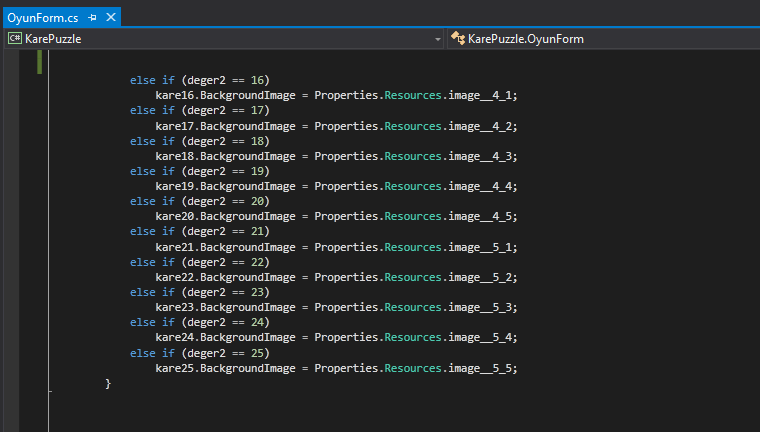 OyunForm.cs
C# KarePuzzle KarePuzzle.OyunForm
else if (deger2 == 16)
kare16.BackgroundImage = Properties.Resources.image__4_1;
else if (deger2 == 17)
kare17.BackgroundImage = Properties.Resources.image__4_2;
else if (deger2 == 18)
kare18.BackgroundImage = Properties.Resources.image__4_3;
else if (deger2 == 19)
kare19.BackgroundImage = Properties.Resources.image__4_4;
else if (deger2 == 20)
kare20.BackgroundImage = Properties.Resources.image__4_5;
else if (deger2 == 21)
kare21.BackgroundImage = Properties.Resources.image__5_1;
else if (deger2 == 22)
kare22.BackgroundImage = Properties.Resources.image__5_2;
else if (deger2 == 23)
kare23.BackgroundImage = Properties.Resources.image__5_3;
else if (deger2 == 24)
kare24.BackgroundImage = Properties.Resources.image__5_4;
else if (deger2 == 25)
kare25.BackgroundImage = Properties.Resources.image__5_5;
}